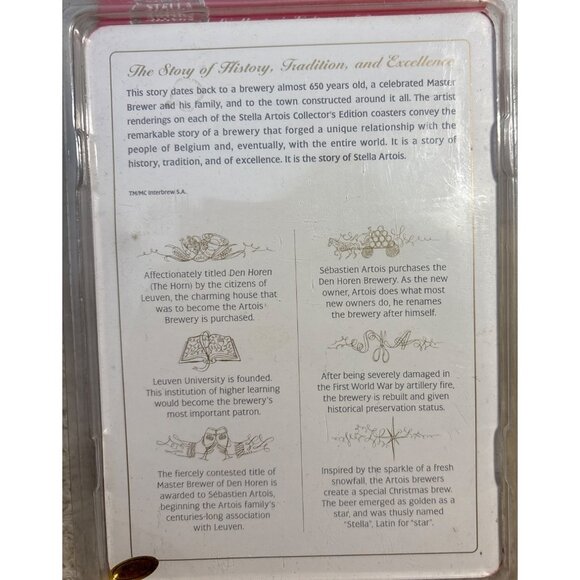 STELLA
The Story of History, Tradition, and Excellence
This story dates back to a brewery almost 650 years old, a celebrated Master
Brewer and his family, and to the town constructed around it all. The artist
renderings on each of the Stella Artois Collector's Edition coasters convey the
remarkable story of a brewery that forged a unique relationship with the
people of Belgium and, eventually, with the entire world. It is a story of
history, tradition, and of excellence. It is the story of Stella Artois.
TM/MC Interbrew S.A.
Affectionately titled Den Horen
(The Horn) by the citizens of
Leuven, the charming house that
was to become the Artois
Brewery is purchased.
Leuven University is founded.
This institution of higher learning
would become the brewery's
most important patron.
The fiercely contested title of
Master Brewer of Den Horen is
awarded to Sébastien Artois,
beginning the Artois family's
centuries-long association
with Leuven.
Sébastien Artois purchases the
Den Horen Brewery. As the new
owner, Artois does what most
new owners do, he renames
the brewery after himself.
After being severely damaged in
the First World War by artillery fire,
the brewery is rebuilt and given
historical preservation status.
Inspired by the sparkle of a fresh
snowfall, the Artois brewers
create a special Christmas brew.
The beer emerged as golden as a
star, and was thusly named
"Stella", Latin for "star".